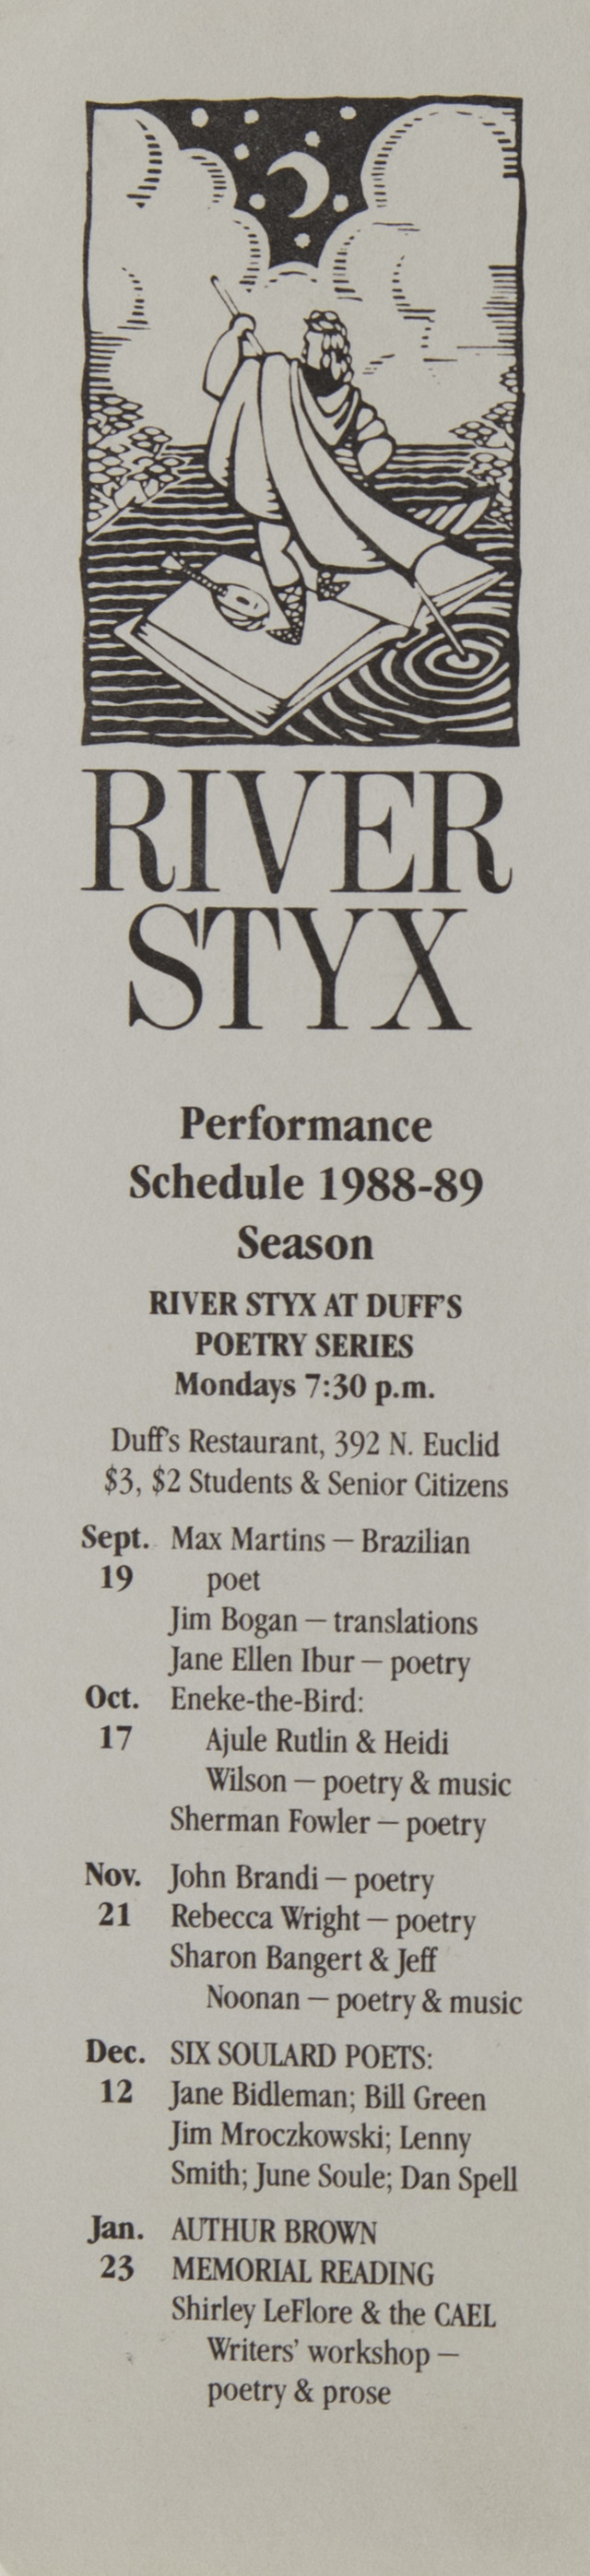 RIVER
STYX
Performance
Schedule 1988-89
Season
RIVER STYX AT DUFF'S
POETRY SERIES
Mondays 7:30 p.m.
Duff's Restaurant, 392 N. Euclid
$3, $2 Students & Senior Citizens
Sept. Max Martins – Brazilian
19 poet
Jim Bogan – translations
Jane Ellen Ibur – poetry
Oct. Eneke-the-Bird:
17 Ajule Rutlin & Heidi
Wilson – poetry & music
Sherman Fowler – poetry
Nov. John Brandi – poetry
21 Rebecca Wright – poetry
Sharon Bangert & Jeff
Noonan – poetry & music
Dec. SIX SOULARD POETS:
12 Jane Bidleman; Bill Green
Jim Mroczkowski; Lenny
Smith; June Soule; Dan Spell
Jan. AUTHUR BROWN
23 MEMORIAL READING
Shirley LeFlore & the CAEL
Writers' workshop –
poetry & prose